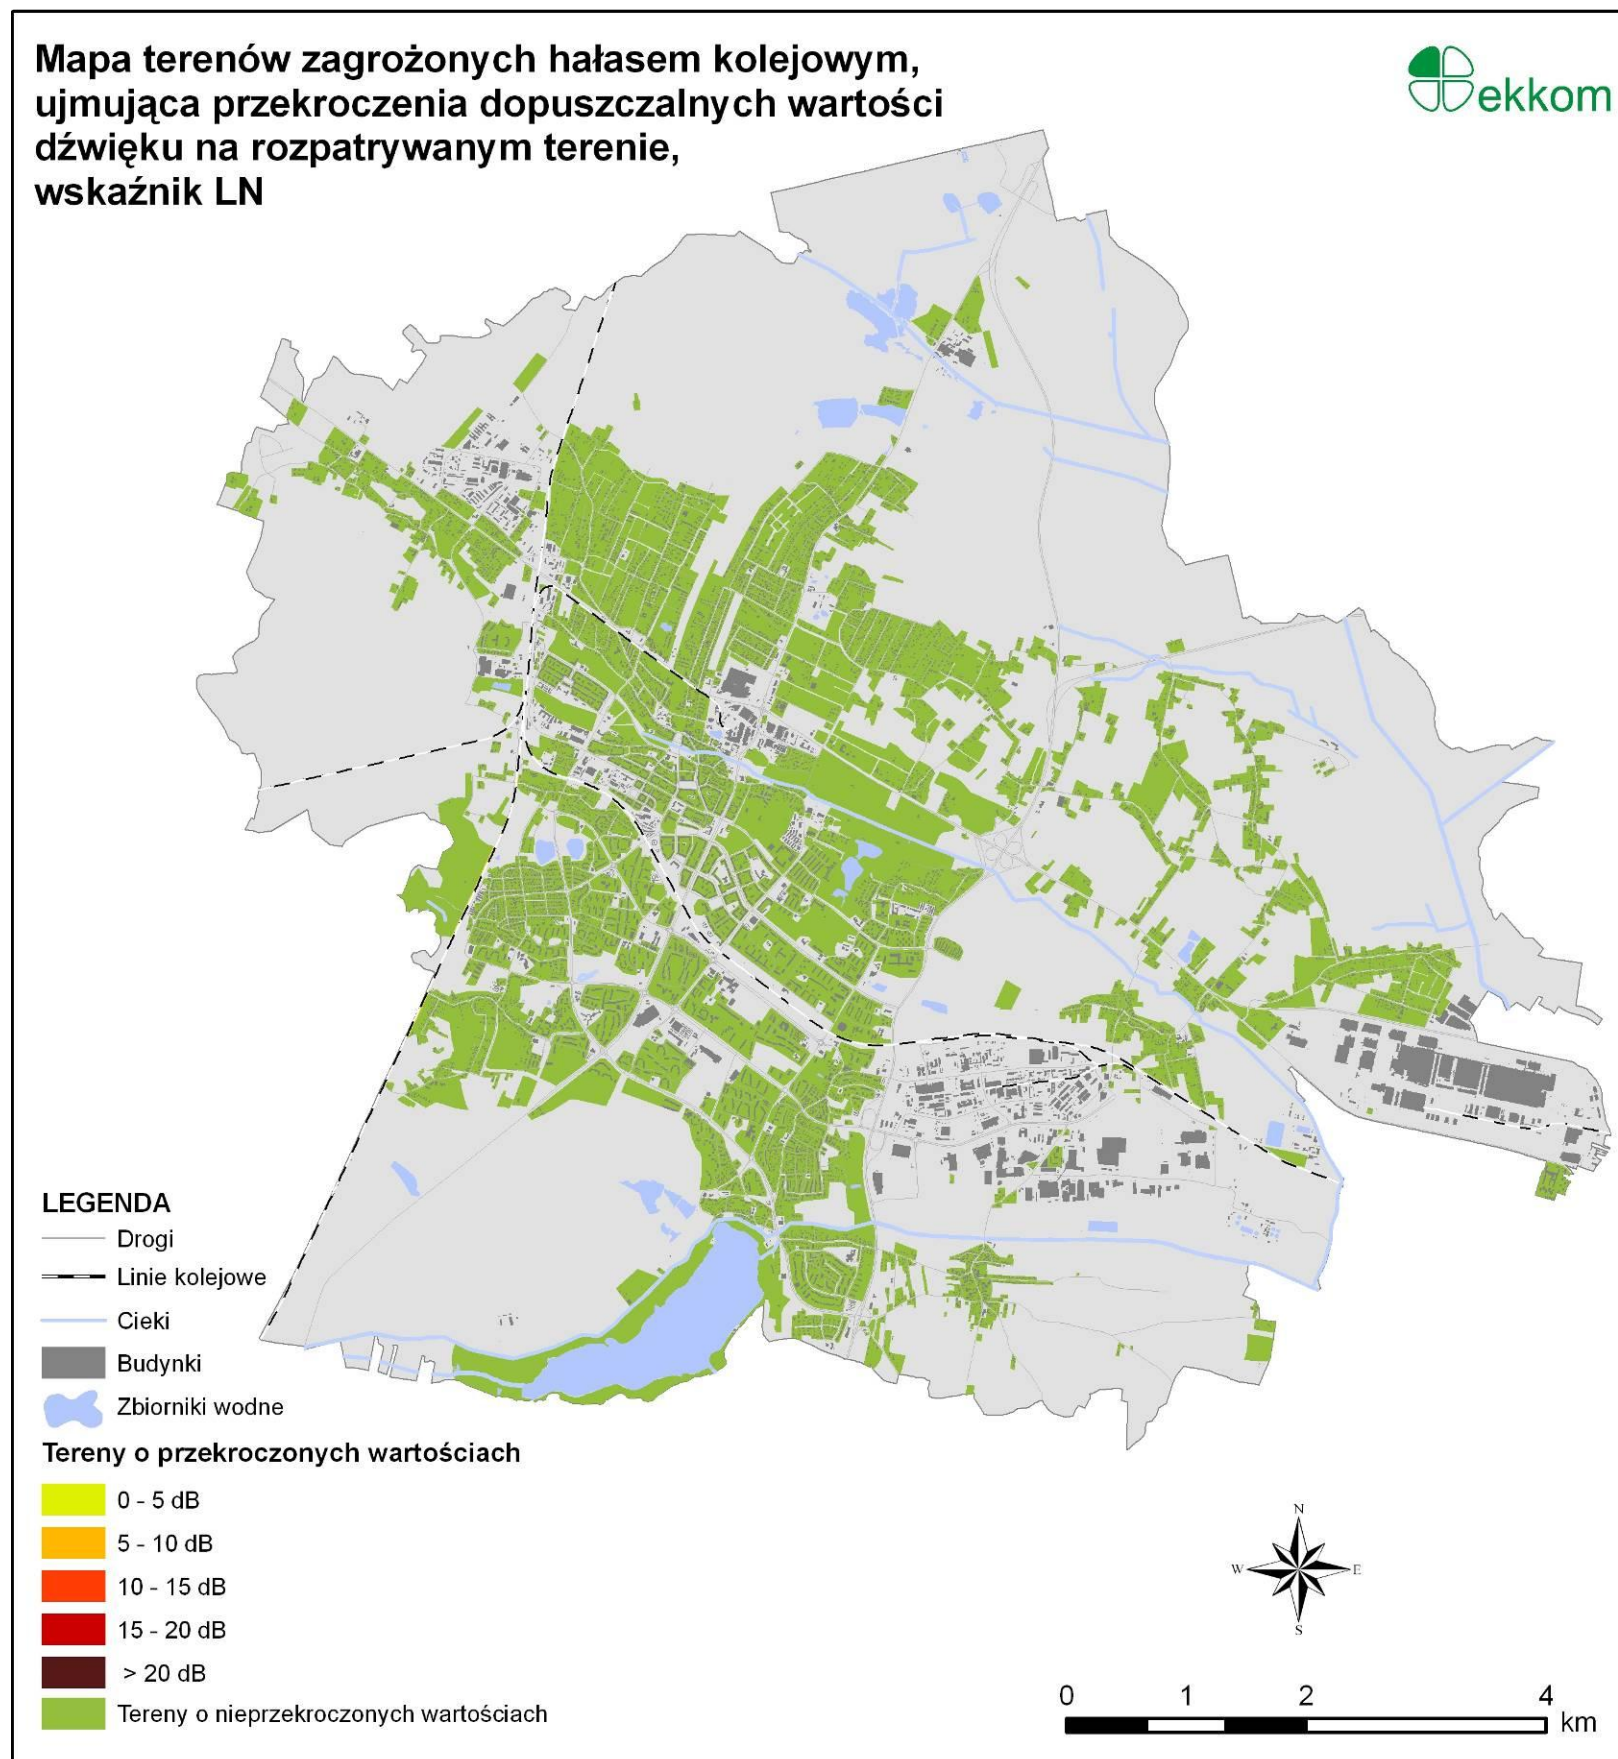 Mapa terenów zagrożonych hałasem kolejowym,
ujmująca przekroczenia dopuszczalnych wartości
dźwięku na rozpatrywanym terenie,
wskaźnik LN
ekkom
LEGENDA
Drogi
Linie kolejowe
Cieki
Budynki
Zbiorniki wodne
Tereny o przekroczonych wartościach
0 - 5 dB
5 - 10 dB
10 - 15 dB
15 - 20 dB
> 20 dB
Tereny o nieprzekroczonych wartościach
N
W E
S
0 1 2 4
km